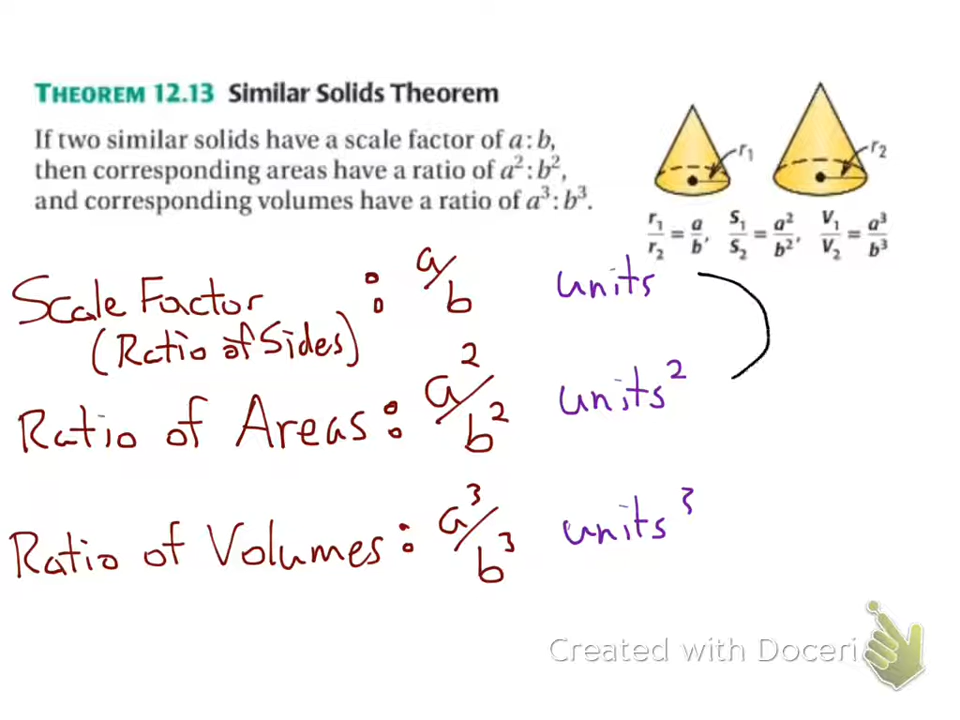 THEOREM 12.13 Similar Solids Theorem
If two similar solids have a scale factor of a:b,
then corresponding areas have a ratio of a²:b²,
and corresponding volumes have a ratio of a³:b³.
r₁ r₂
r₁/r₂ = a/b, S₁/S₂ = a²/b², V₁/V₂ = a³/b³
Scale Factor : a/b units
(Ratio of Sides)
Ratio of Areas : a²/b² units²
Ratio of Volumes : a³/b³ units³
Created with Doceri